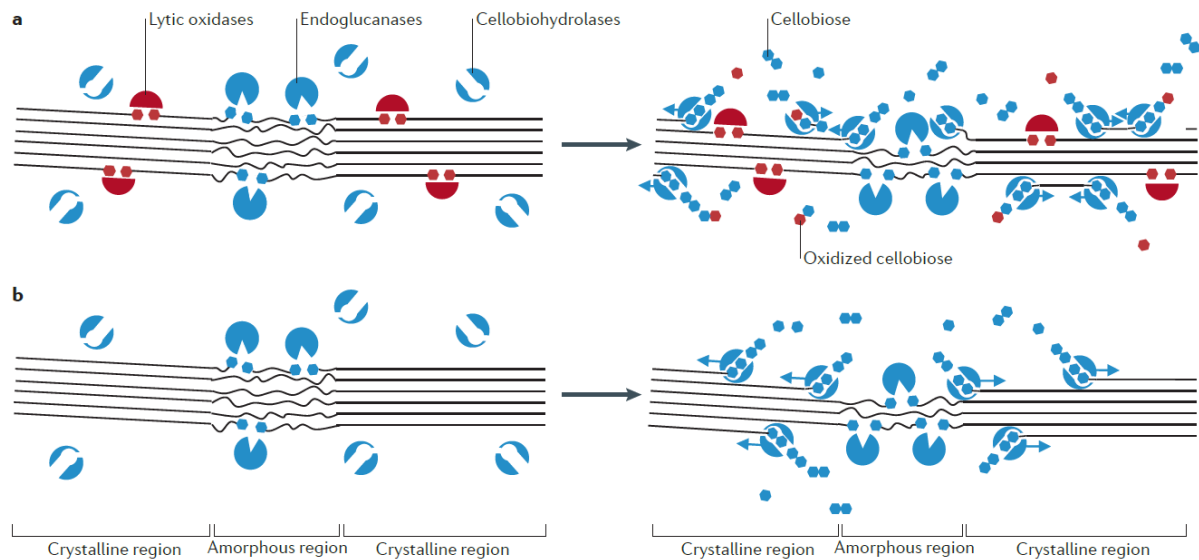 a
Lytic oxidases
Endoglucanases
Cellobiohydrolases
Cellobiose
Oxidized cellobiose
b
Crystalline region
Amorphous region
Crystalline region
Crystalline region
Amorphous region
Crystalline region